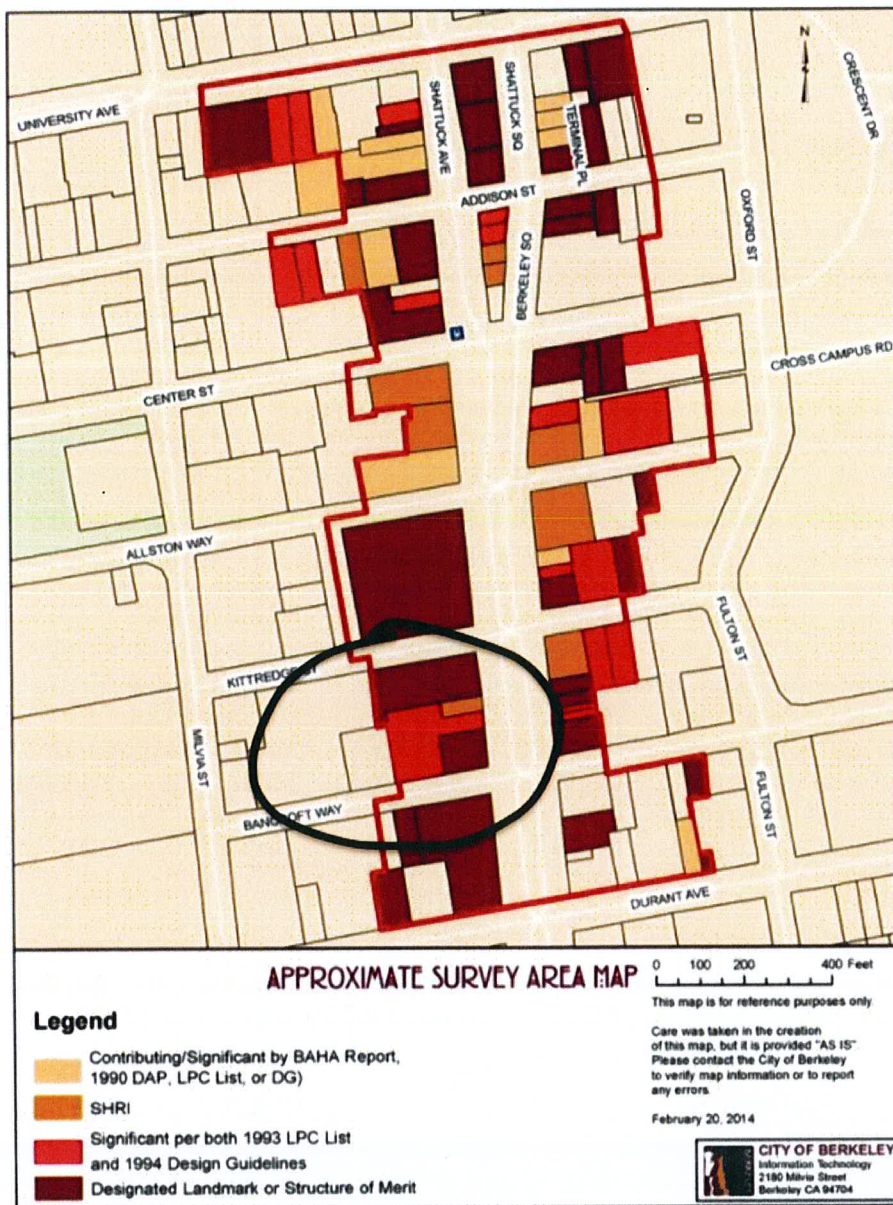 N
CRESCENT DR
UNIVERSITY AVE
SHATTUCK AVE
SHATTUCK SQ
TERMINAL PL
ADDISON ST
OXFORD ST
BERKELEY SQ
CENTER ST
CROSS CAMPUS RD
ALLSTON WAY
FULTON ST
KITTREDGE ST
MILVIA ST
BANCROFT WAY
FULTON ST
DURANT AVE
APPROXIMATE SURVEY AREA MAP
0 100 200 400 Feet
This map is for reference purposes only.
Care was taken in the creation
of this map, but it is provided "AS IS"
Please contact the City of Berkeley
to verify map information or to report
any errors.
February 20, 2014
Legend
Contributing/Significant by BAHA Report,
1990 DAP, LPC List, or DG)
SHRI
Significant per both 1993 LPC List
and 1994 Design Guidelines
Designated Landmark or Structure of Merit
CITY OF BERKELEY
Information Technology
2180 Milvia Street
Berkeley CA 94704